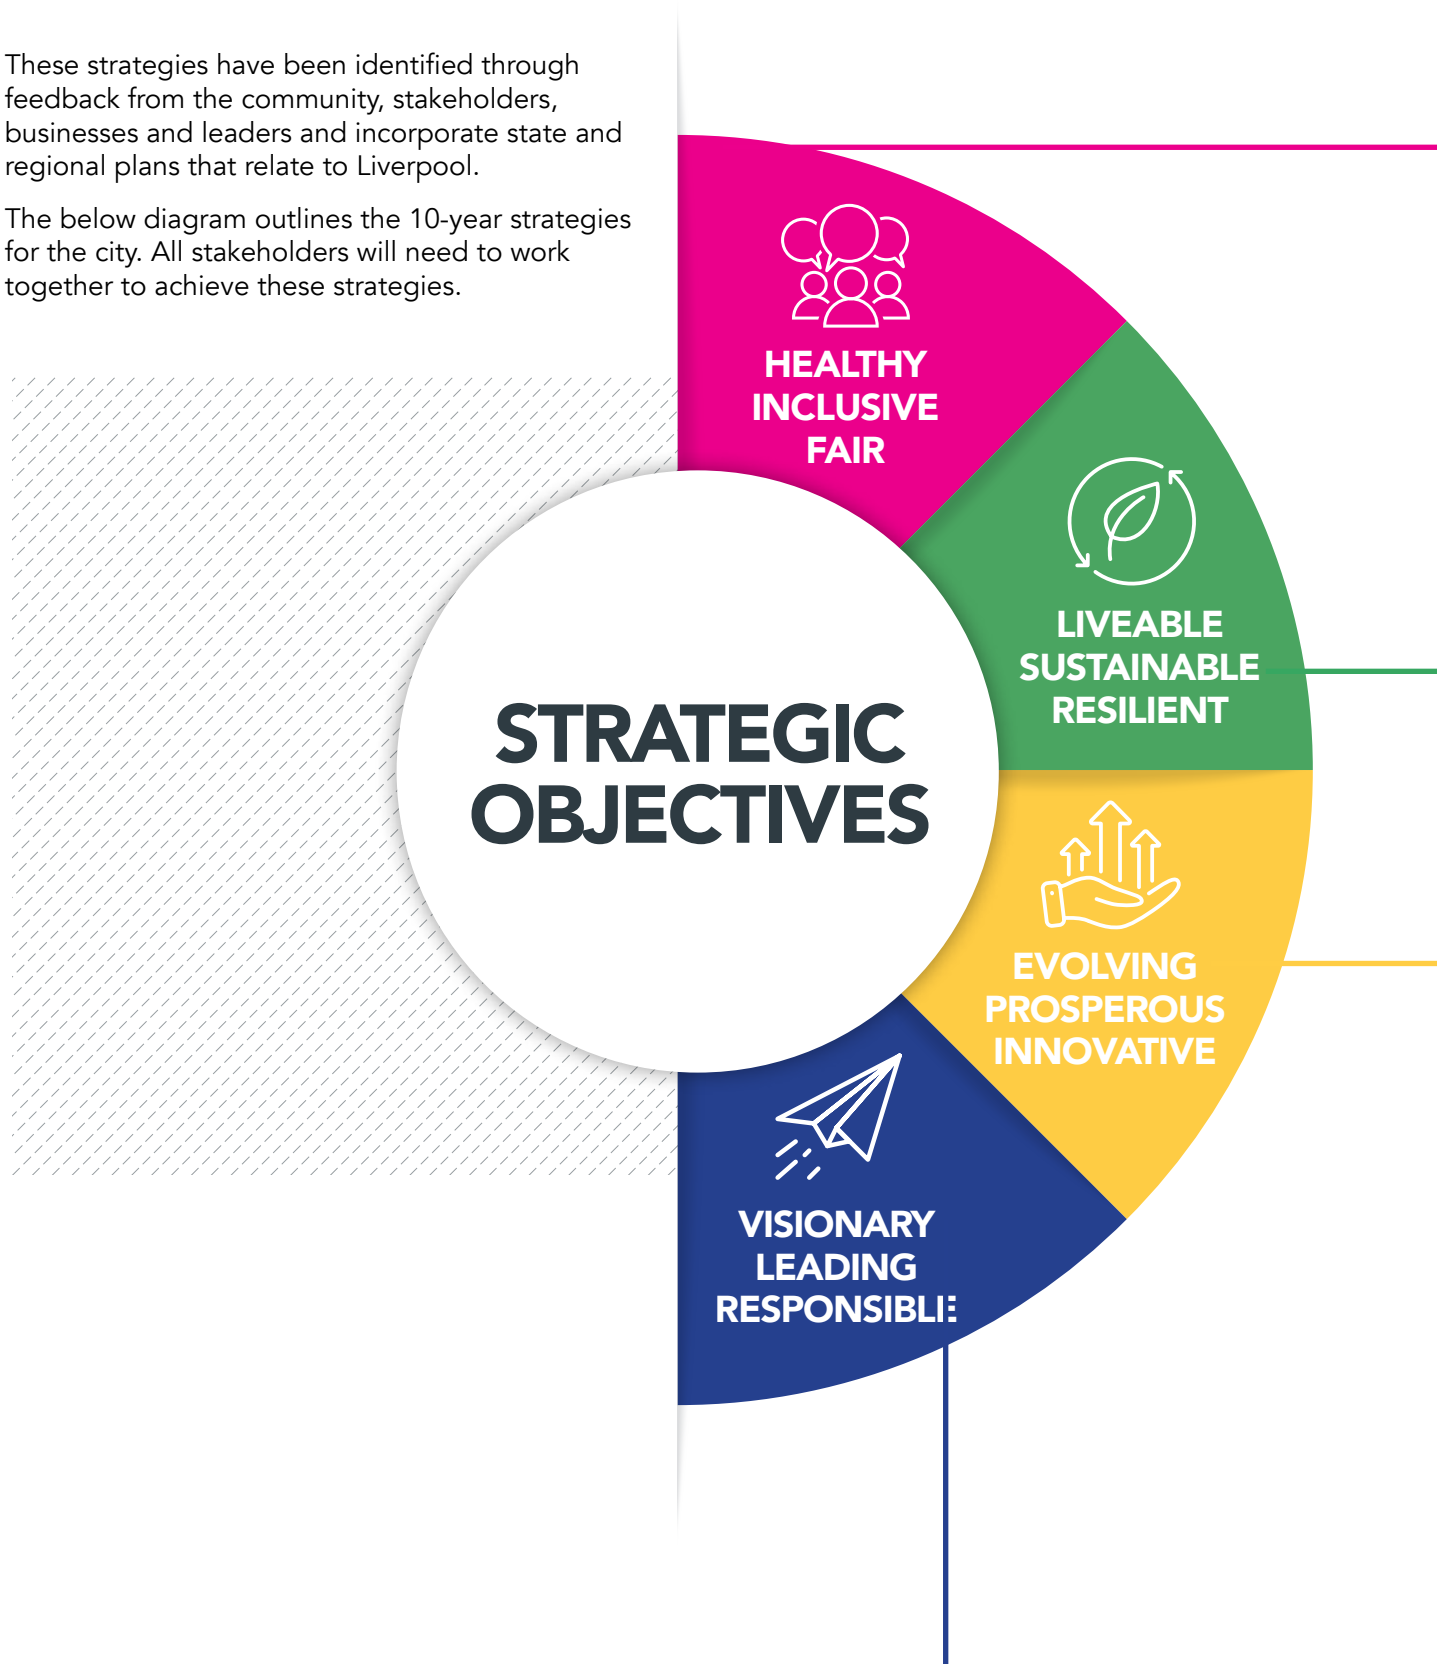 These strategies have been identified through
feedback from the community, stakeholders,
businesses and leaders and incorporate state and
regional plans that relate to Liverpool.
The below diagram outlines the 10-year strategies
for the city. All stakeholders will need to work
together to achieve these strategies.
HEALTHY
INCLUSIVE
FAIR
LIVEABLE
SUSTAINABLE
RESILIENT
STRATEGIC
OBJECTIVES
EVOLVING
PROSPEROUS
INNOVATIVE
VISIONARY
LEADING
RESPONSIBLE